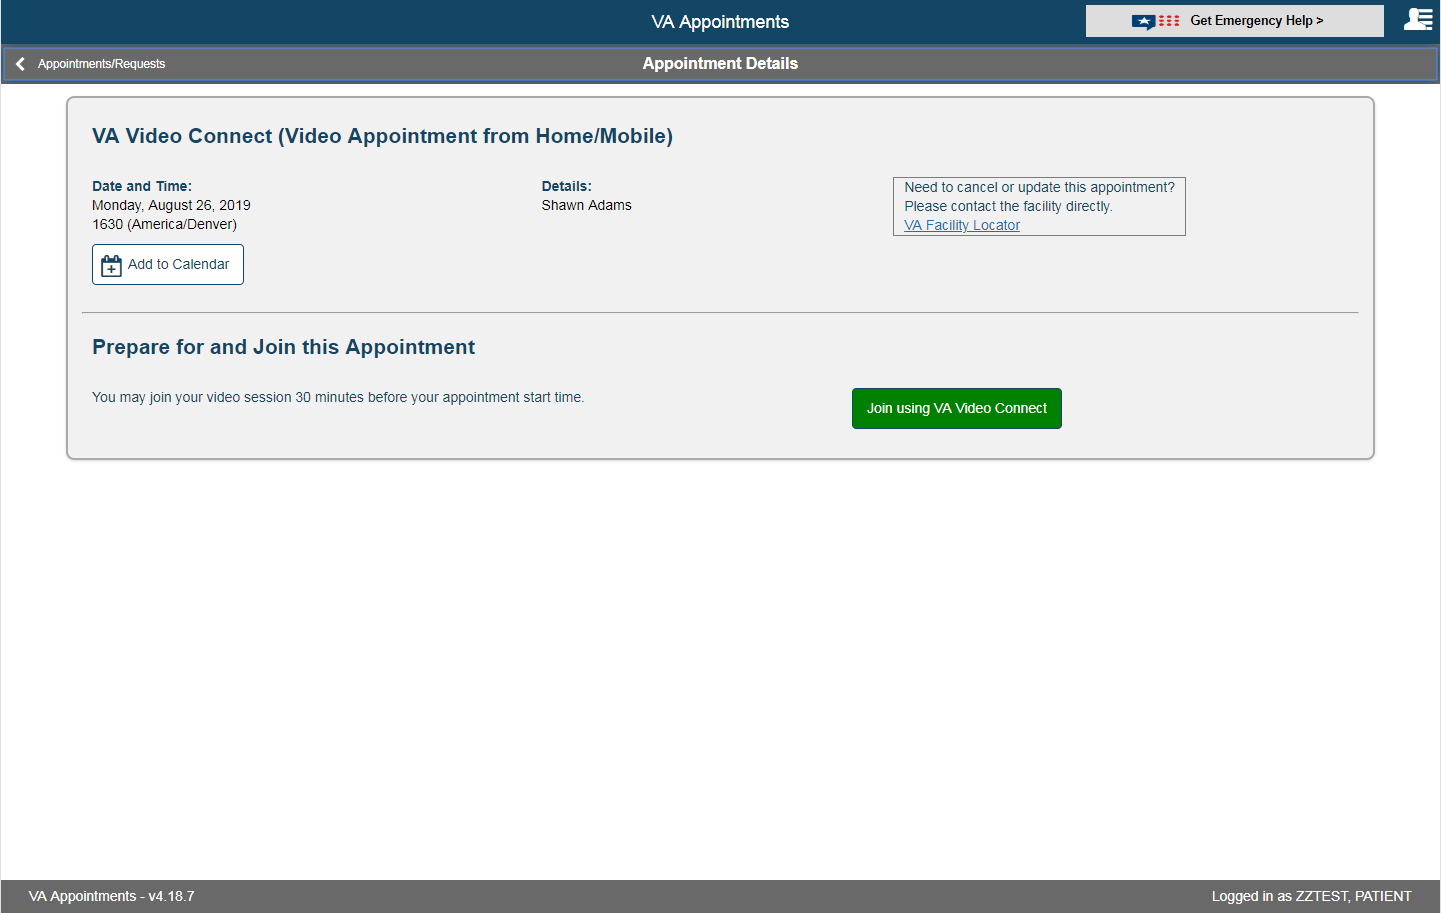 VA Appointments
Get Emergency Help >
Appointments/Requests
Appointment Details
VA Video Connect (Video Appointment from Home/Mobile)
Date and Time:
Monday, August 26, 2019
1630 (America/Denver)
Add to Calendar
Details:
Shawn Adams
Need to cancel or update this appointment?
Please contact the facility directly.
VA Facility Locator
Prepare for and Join this Appointment
You may join your video session 30 minutes before your appointment start time.
Join using VA Video Connect
VA Appointments - v4.18.7
Logged in as ZZTEST, PATIENT